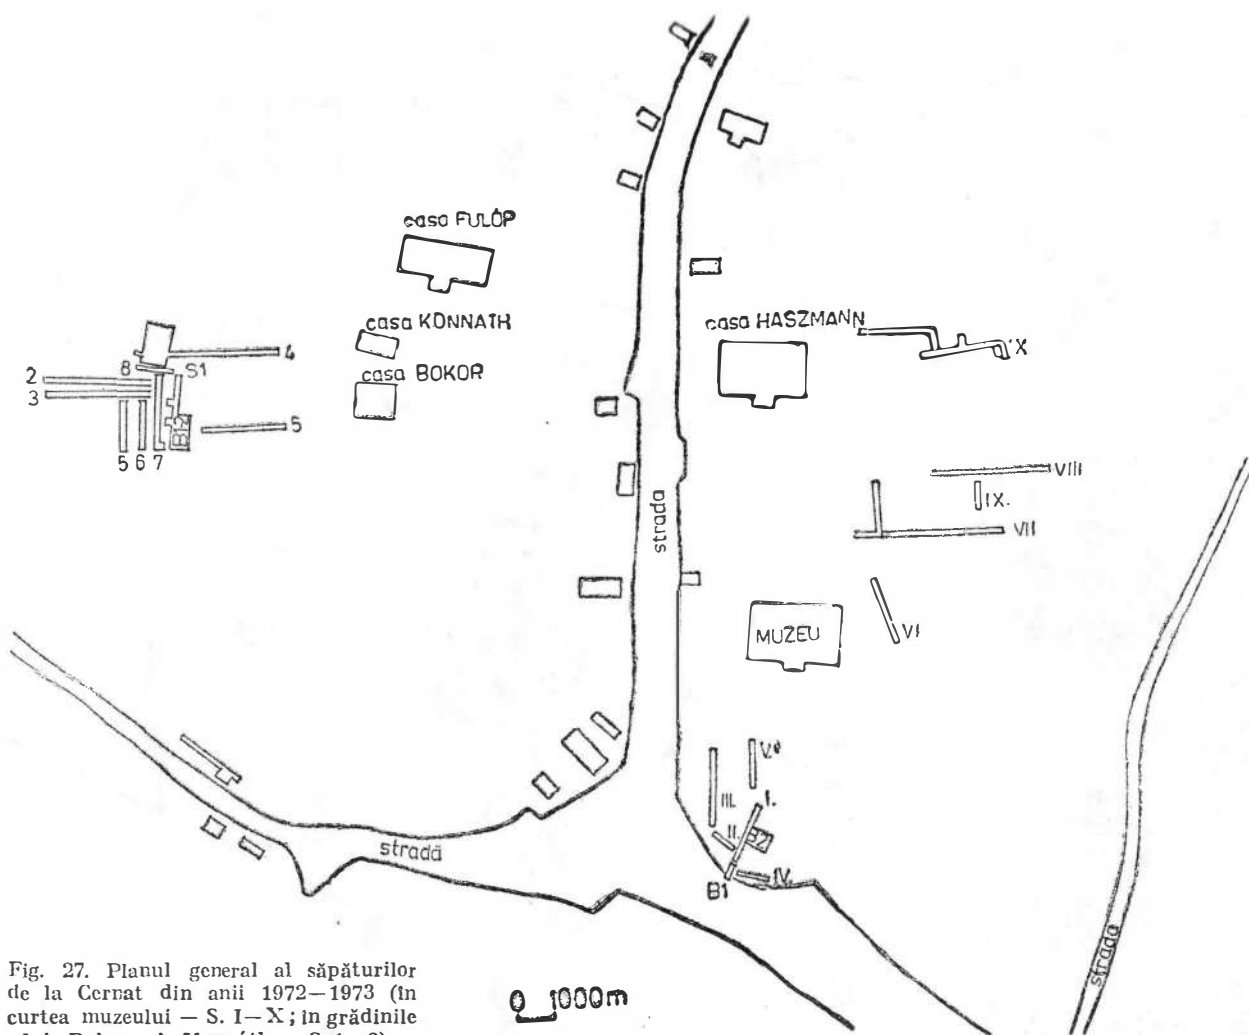 casa FÜLÖP
casa KONNATH
casa HASZMANN
X
4
8 S1
2
casa BOKOR
3
B12
5
5 6 7
VIII
IX.
strada
VII
MUZEU
VI
V.
III.
I.
II. B2
stradă
IV.
B1
strada
Fig. 27. Planul general al săpăturilor
de la Cernat din anii 1972—1973 (în
curtea muzeului — S. I—X; în grădinile
0 1000m